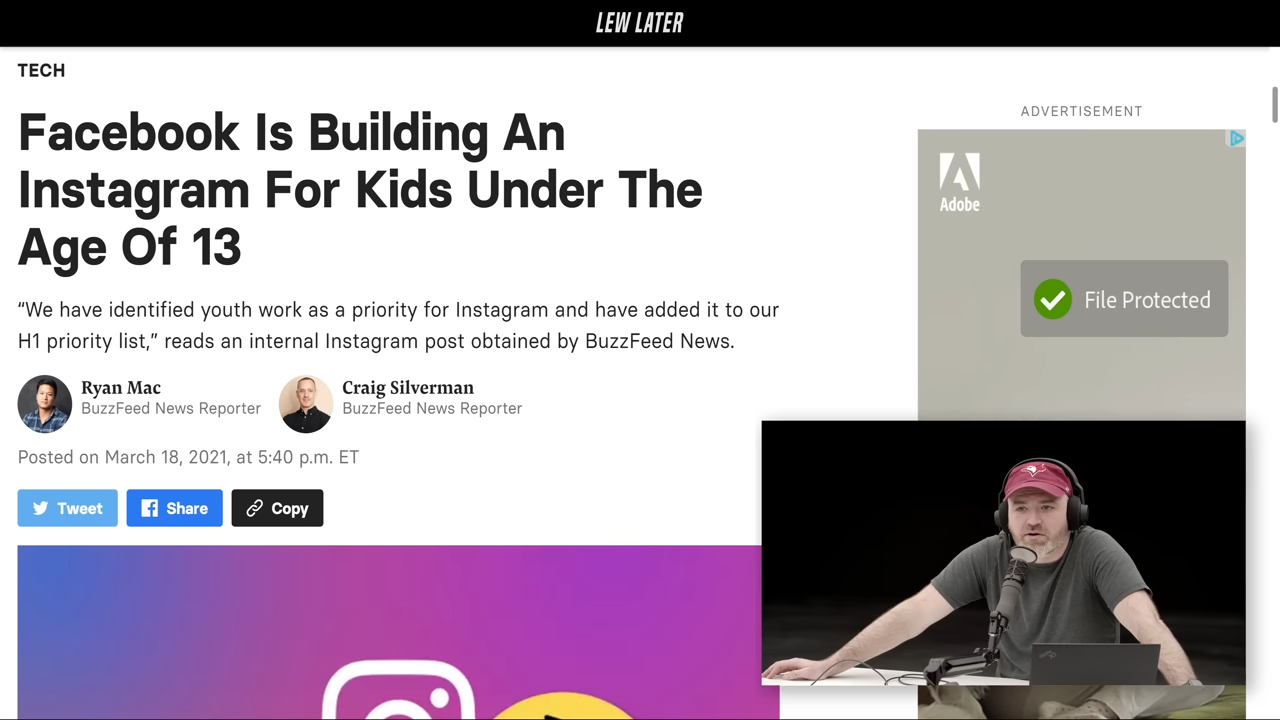 LEW LATER
TECH
ADVERTISEMENT
Facebook Is Building An
Instagram For Kids Under The
Age Of 13
Adobe
File Protected
“We have identified youth work as a priority for Instagram and have added it to our
H1 priority list,” reads an internal Instagram post obtained by BuzzFeed News.
Ryan Mac
BuzzFeed News Reporter
Craig Silverman
BuzzFeed News Reporter
Posted on March 18, 2021, at 5:40 p.m. ET
Tweet
Share
Copy